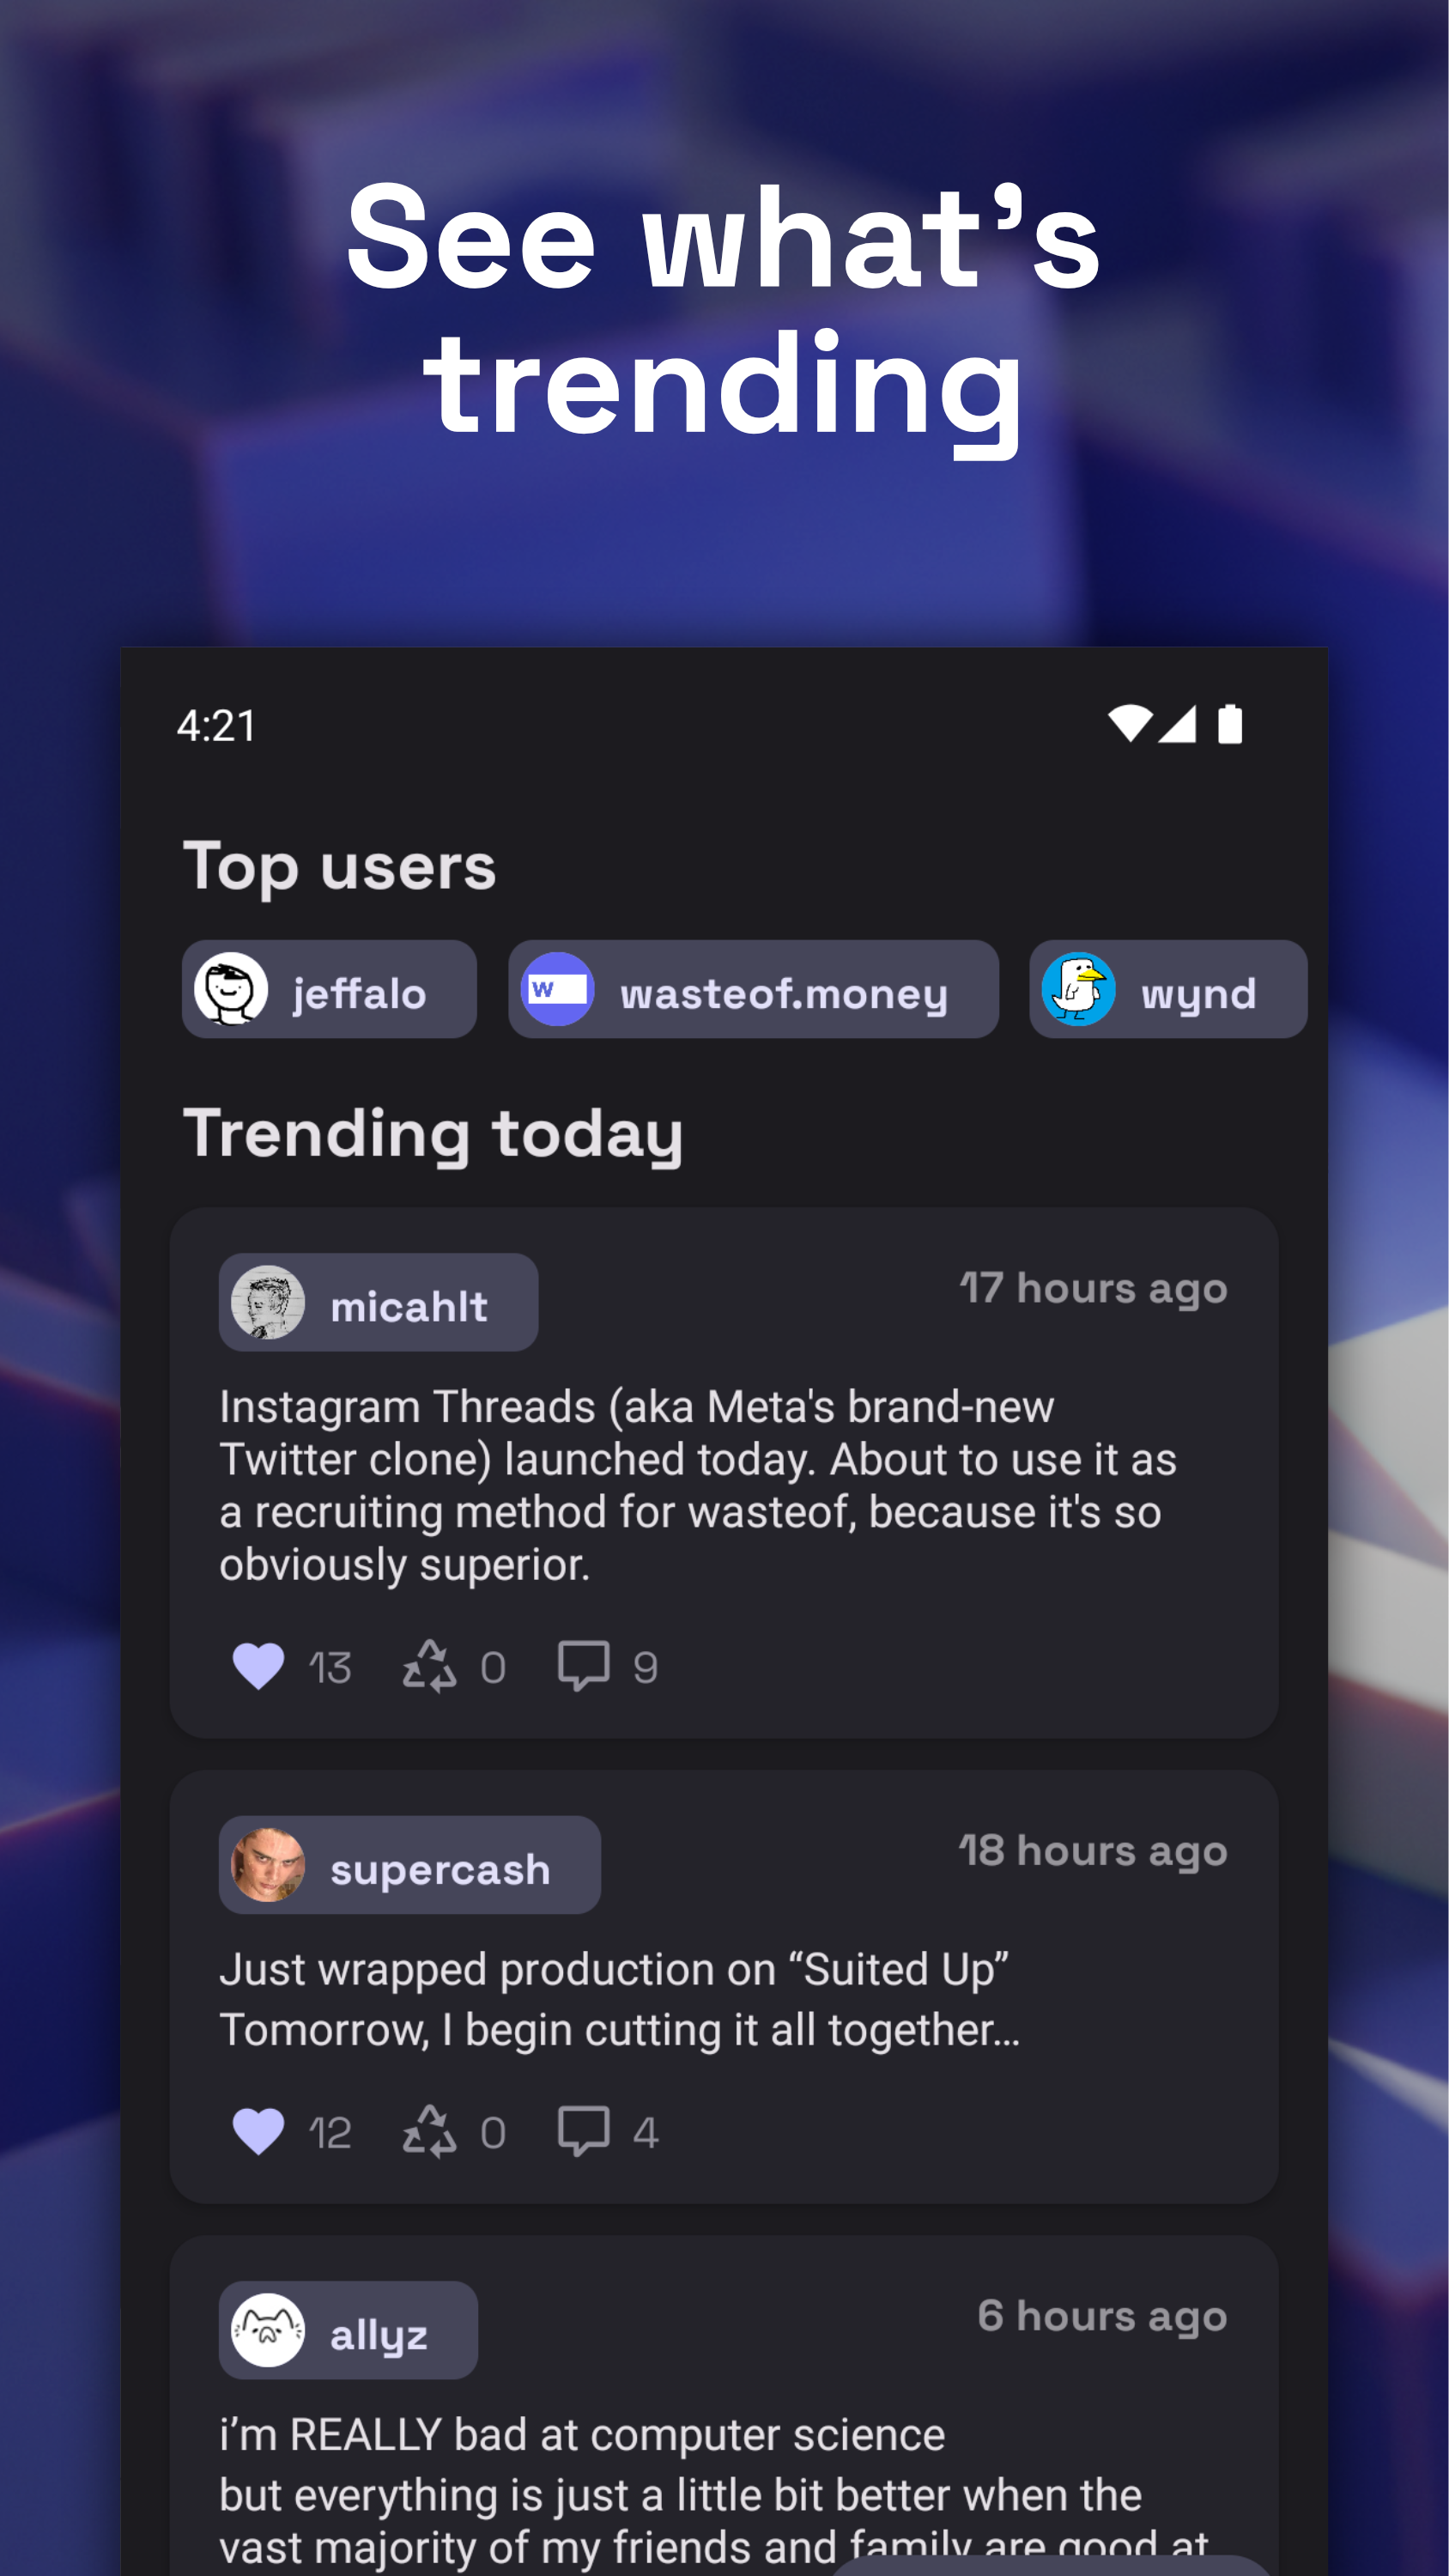 See what’s
trending
4:21
Top users
jeffalo
W
wasteof.money
wynd
Trending today
micahlt
17 hours ago
Instagram Threads (aka Meta's brand-new
Twitter clone) launched today. About to use it as
a recruiting method for wasteof, because it's so
obviously superior.
13 0 9
supercash
18 hours ago
Just wrapped production on “Suited Up”
Tomorrow, I begin cutting it all together…
12 0 4
allyz
6 hours ago
i’m REALLY bad at computer science
but everything is just a little bit better when the
vast majority of my friends and family are good at